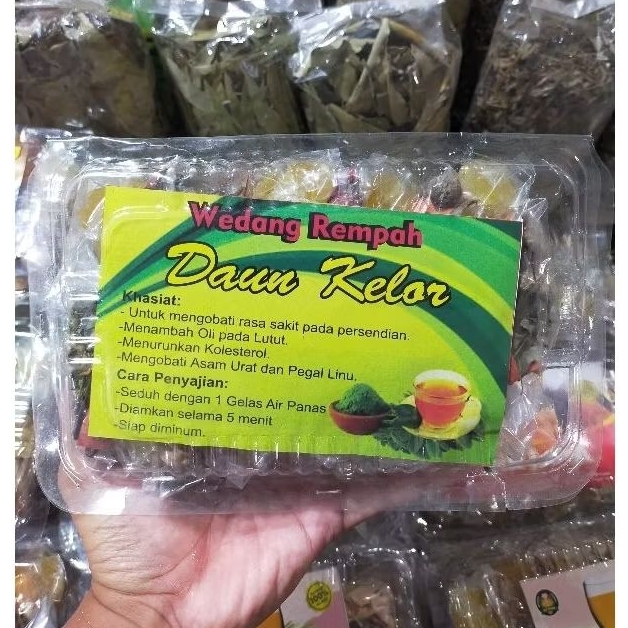 Wedang Rempah
Daun Kelor
Khasiat:
- Untuk mengobati rasa sakit pada persendian.
-Menambah Oli pada Lutut.
-Menurunkan Kolesterol.
-Mengobati Asam Urat dan Pegal Linu.
Cara Penyajian:
-Seduh dengan 1 Gelas Air Panas
-Diamkan selama 5 menit
-Siap diminum.
100%